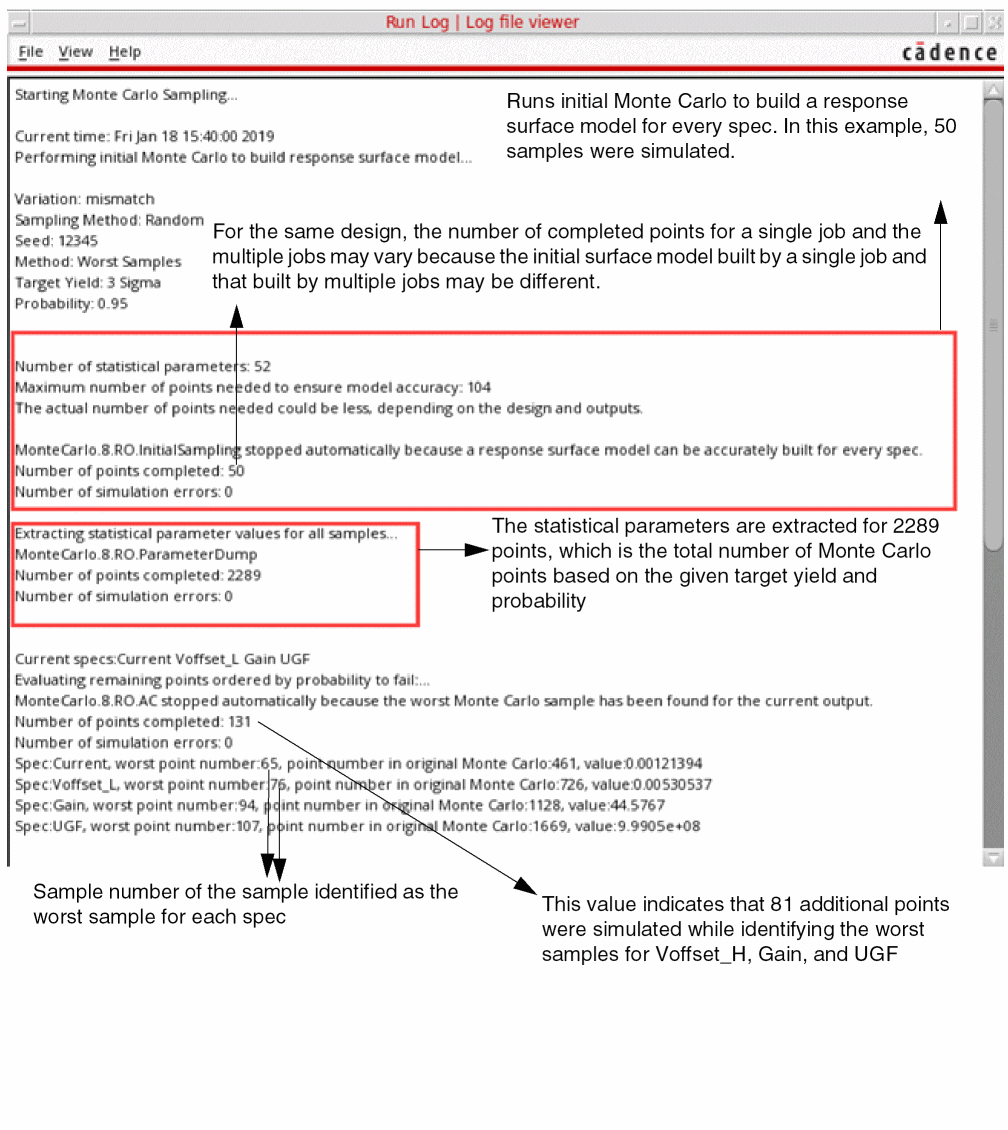 Run Log | Log file viewer
File View Help
cādence
Starting Monte Carlo Sampling...
Runs initial Monte Carlo to build a response
surface model for every spec. In this example, 50
samples were simulated.
Current time: Fri Jan 18 15:40:00 2019
Performing initial Monte Carlo to build response surface model...
Variation: mismatch
Sampling Method: Random
Seed: 12345
Method: Worst Samples
Target Yield: 3 Sigma
Probability: 0.95
For the same design, the number of completed points for a single job and the
multiple jobs may vary because the initial surface model built by a single job and
that built by multiple jobs may be different.
Number of statistical parameters: 52
Maximum number of points needed to ensure model accuracy: 104
The actual number of points needed could be less, depending on the design and outputs.
MonteCarlo.8.RO.InitialSampling stopped automatically because a response surface model can be accurately built for every spec.
Number of points completed: 50
Number of simulation errors: 0
Extracting statistical parameter values for all samples...
MonteCarlo.8.RO.ParameterDump
Number of points completed: 2289
Number of simulation errors: 0
The statistical parameters are extracted for 2289
points, which is the total number of Monte Carlo
points based on the given target yield and
probability
Current specs:Current Voffset_L Gain UGF
Evaluating remaining points ordered by probability to fail:...
MonteCarlo.8.RO.AC stopped automatically because the worst Monte Carlo sample has been found for the current output.
Number of points completed: 131
Number of simulation errors: 0
Spec:Current, worst point number:65, point number in original Monte Carlo:461, value:0.00121394
Spec:Voffset_L, worst point number:76, point number in original Monte Carlo:726, value:0.00530537
Spec:Gain, worst point number:94, point number in original Monte Carlo:1128, value:44.5767
Spec:UGF, worst point number:107, point number in original Monte Carlo:1669, value:9.9905e+08
Sample number of the sample identified as the
worst sample for each spec
This value indicates that 81 additional points
were simulated while identifying the worst
samples for Voffset_H, Gain, and UGF